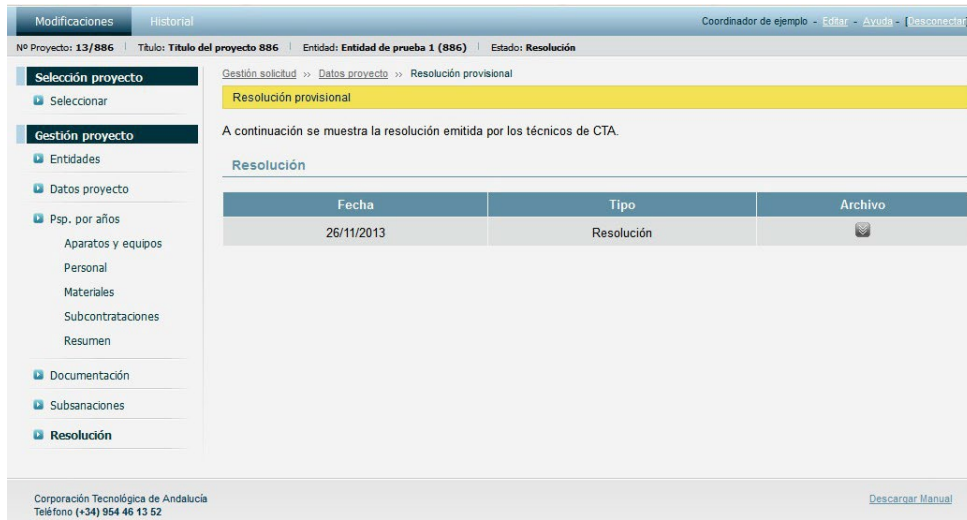 Modificaciones Historial Coordinador de ejemplo - Editar - Ayuda - [Desconectar]
Nº Proyecto: 13/886 Título: Título del proyecto 886 Entidad: Entidad de prueba 1 (886) Estado: Resolución
Selección proyecto
Seleccionar
Gestión proyecto
Entidades
Datos proyecto
Psp. por años
Aparatos y equipos
Personal
Materiales
Subcontrataciones
Resumen
Documentación
Subsanaciones
Resolución
Gestión solicitud >> Datos proyecto >> Resolución provisional
Resolución provisional
A continuación se muestra la resolución emitida por los técnicos de CTA.
Resolución
Fecha Tipo Archivo
26/11/2013 Resolución
Corporación Tecnológica de Andalucía
Teléfono (+34) 954 46 13 52
Descargar Manual